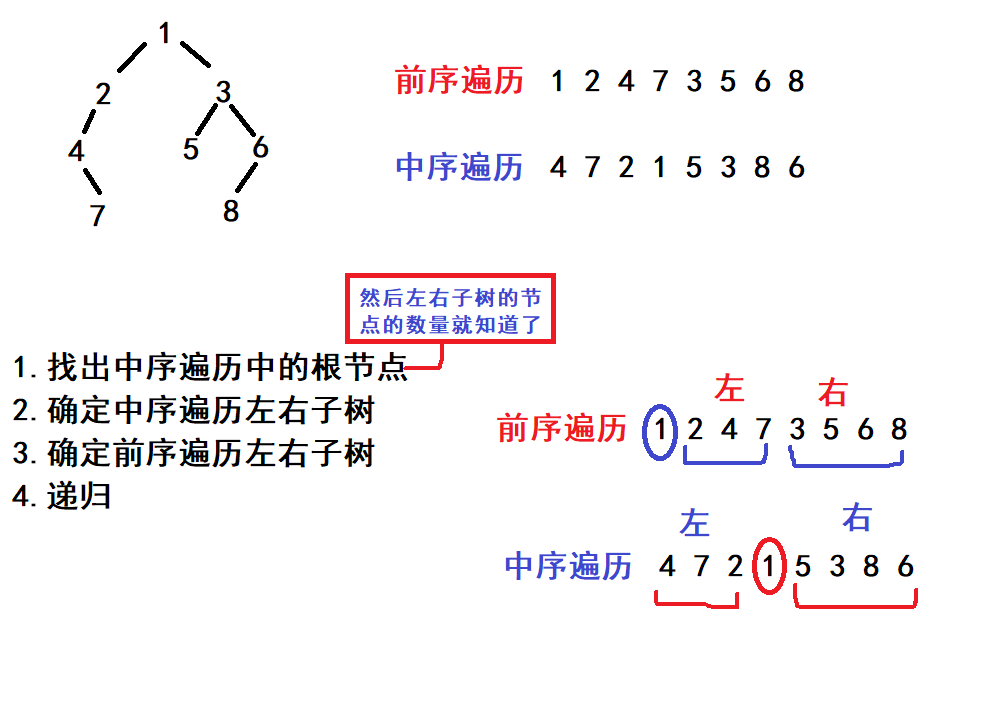 1
2 3
4 5 6
7 8
前序遍历 1 2 4 7 3 5 6 8
中序遍历 4 7 2 1 5 3 8 6
然后左右子树的节
点的数量就知道了
1.找出中序遍历中的根节点
2.确定中序遍历左右子树
3.确定前序遍历左右子树
4.递归
左 右
前序遍历 1 2 4 7 3 5 6 8
左 右
中序遍历 4 7 2 1 5 3 8 6